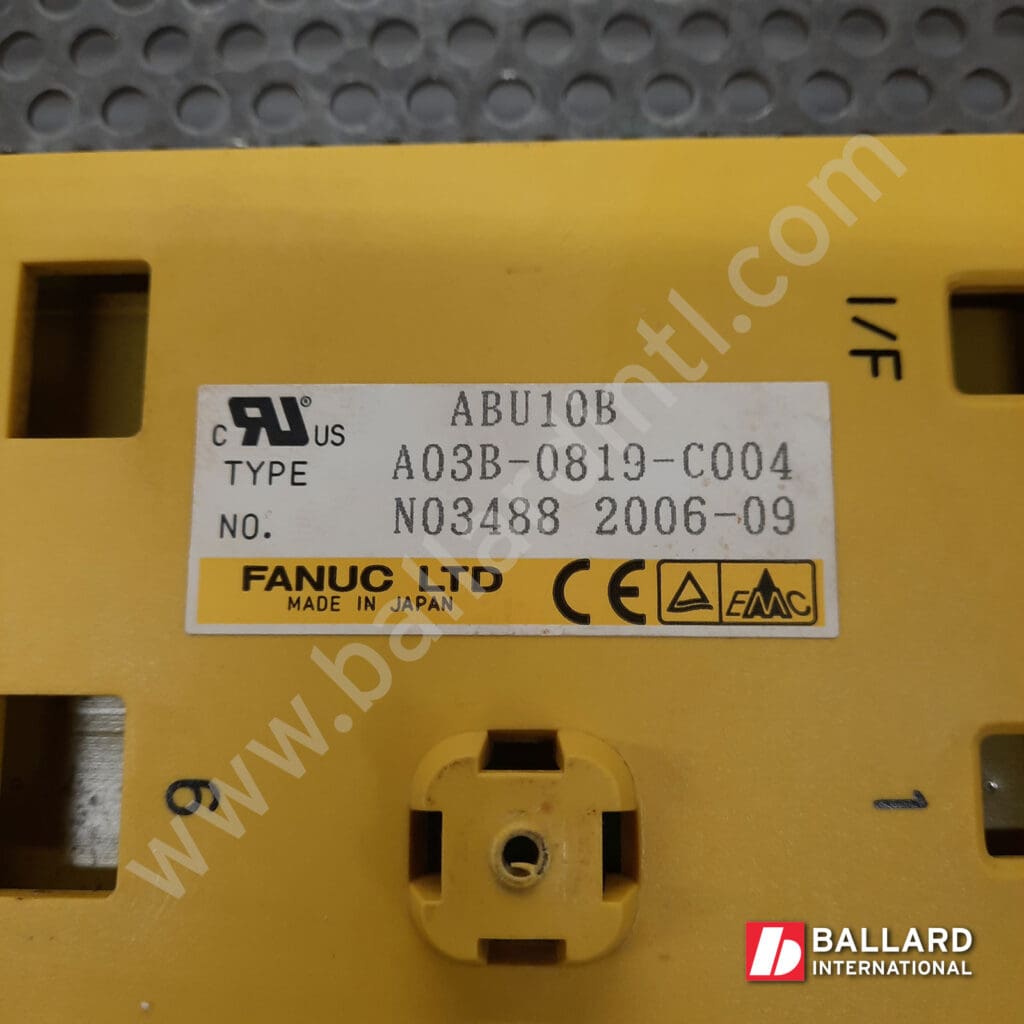 I/F
ABU10B
C RU® US
TYPE A03B-0819-C004
NO. N03488 2006-09
FANUC LTD
MADE IN JAPAN
CE
EMC
6
1
www.ballardintl.com
BALLARD
INTERNATIONAL